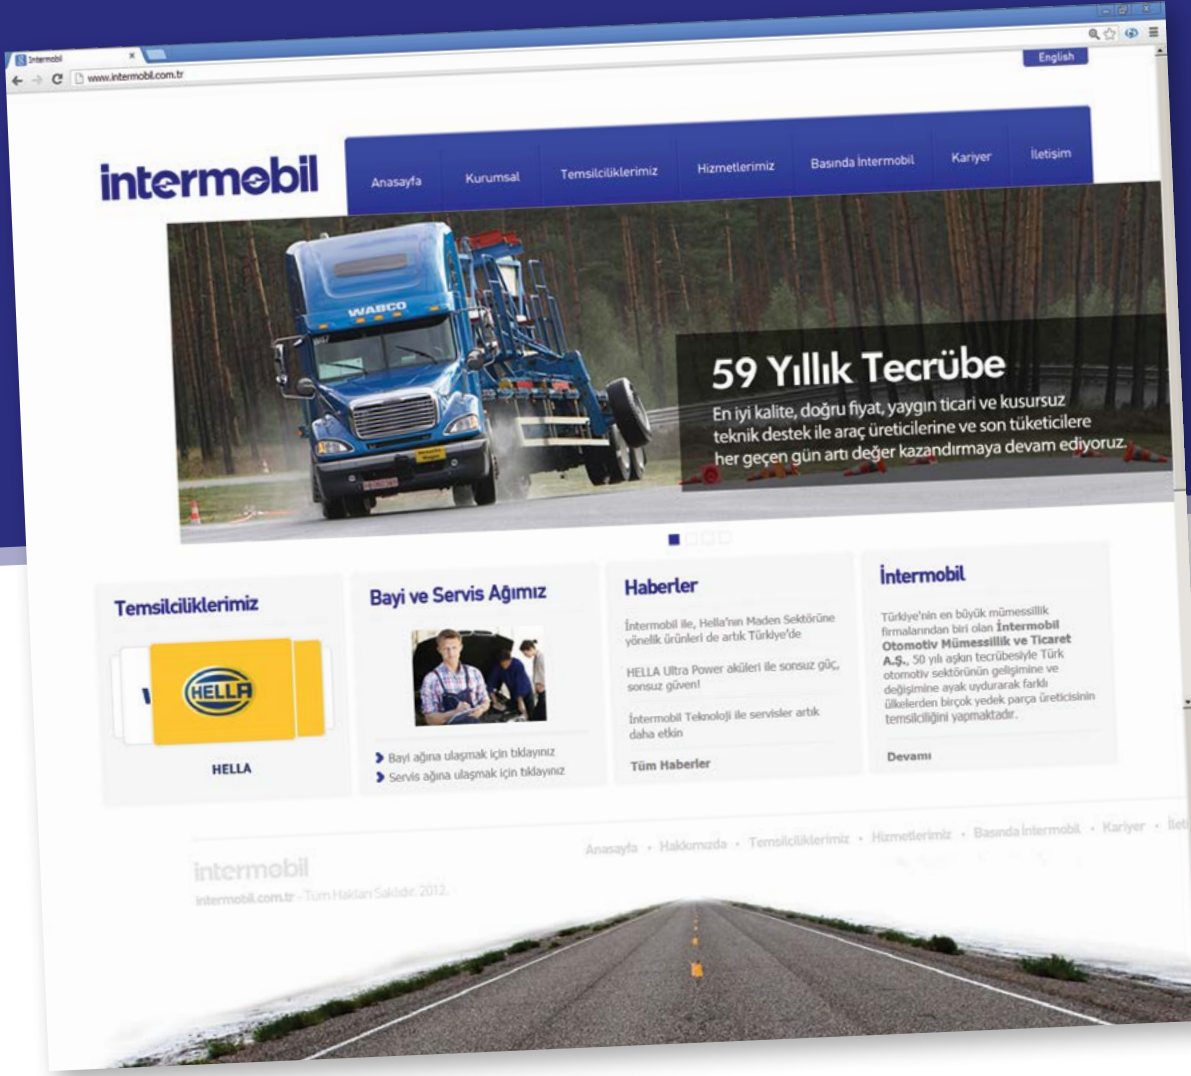 Intermobil
www.intermobil.com.tr
English
intermobil
Anasayfa Kurumsal Temsilciliklerimiz Hizmetlerimiz Basında İntermobil Kariyer İletişim
WABCO
59 Yıllık Tecrübe
En iyi kalite, doğru fiyat, yaygın ticari ve kusursuz
teknik destek ile araç üreticilerine ve son tüketicilere
her geçen gün artı değer kazandırmaya devam ediyoruz.
Temsilciliklerimiz
HELLA
HELLA
Bayi ve Servis Ağımız
Bayi ağına ulaşmak için tıklayınız
Servis ağına ulaşmak için tıklayınız
Haberler
İntermobil ile, Hella'nın Maden Sektörüne
yönelik ürünleri de artık Türkiye'de
HELLA Ultra Power aküleri ile sonsuz güç,
sonsuz güven!
İntermobil Teknoloji ile servisler artık
daha etkin
Tüm Haberler
İntermobil
Türkiye'nin en büyük mümessillik
firmalarından biri olan İntermobil
Otomotiv Mümessillik ve Ticaret
A.Ş., 50 yılı aşkın tecrübesiyle Türk
otomotiv sektörünün gelişimine ve
değişimine ayak uydurarak farklı
ülkelerden birçok yedek parça üreticisinin
temsilciliğini yapmaktadır.
Devamı
Anasayfa • Hakkımızda • Temsilciliklerimiz • Hizmetlerimiz • Basında İntermobil • Kariyer • İleti
intermobil
intermobil.com.tr - Tüm Hakları Saklıdır. 2012.